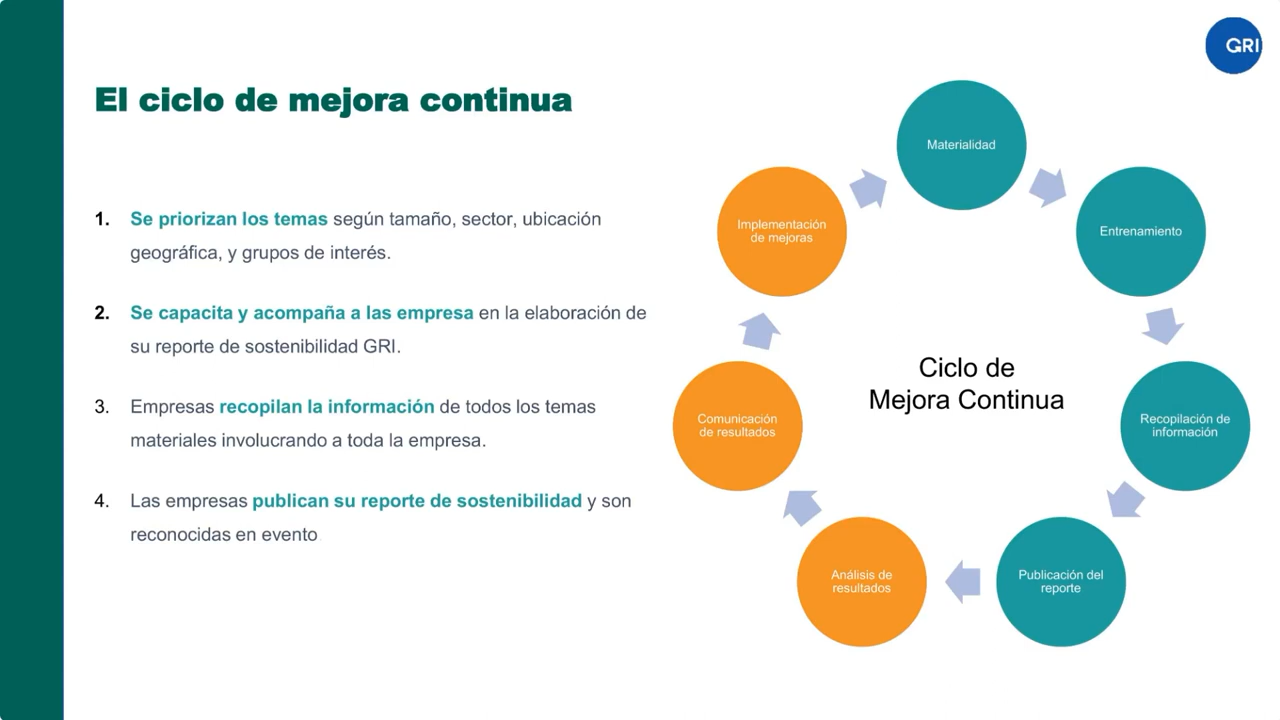 GRI
El ciclo de mejora continua
1. Se priorizan los temas según tamaño, sector, ubicación
geográfica, y grupos de interés.
2. Se capacita y acompaña a las empresa en la elaboración de
su reporte de sostenibilidad GRI.
3. Empresas recopilan la información de todos los temas
materiales involucrando a toda la empresa.
4. Las empresas publican su reporte de sostenibilidad y son
reconocidas en evento
Materialidad
Entrenamiento
Recopilación de
información
Publicación del
reporte
Análisis de
resultados
Comunicación
de resultados
Implementación
de mejoras
Ciclo de
Mejora Continua